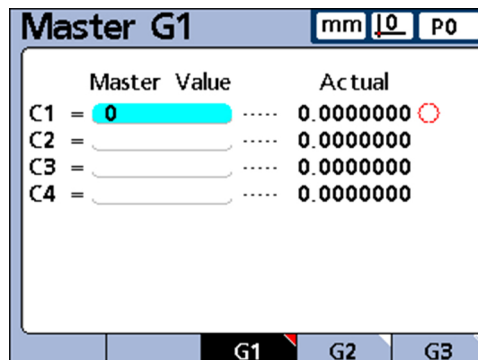 Master G1 mm 0 P0
Master Value Actual
C1 = 0 ..... 0.0000000
C2 = ..... 0.0000000
C3 = ..... 0.0000000
C4 = ..... 0.0000000
G1 G2 G3